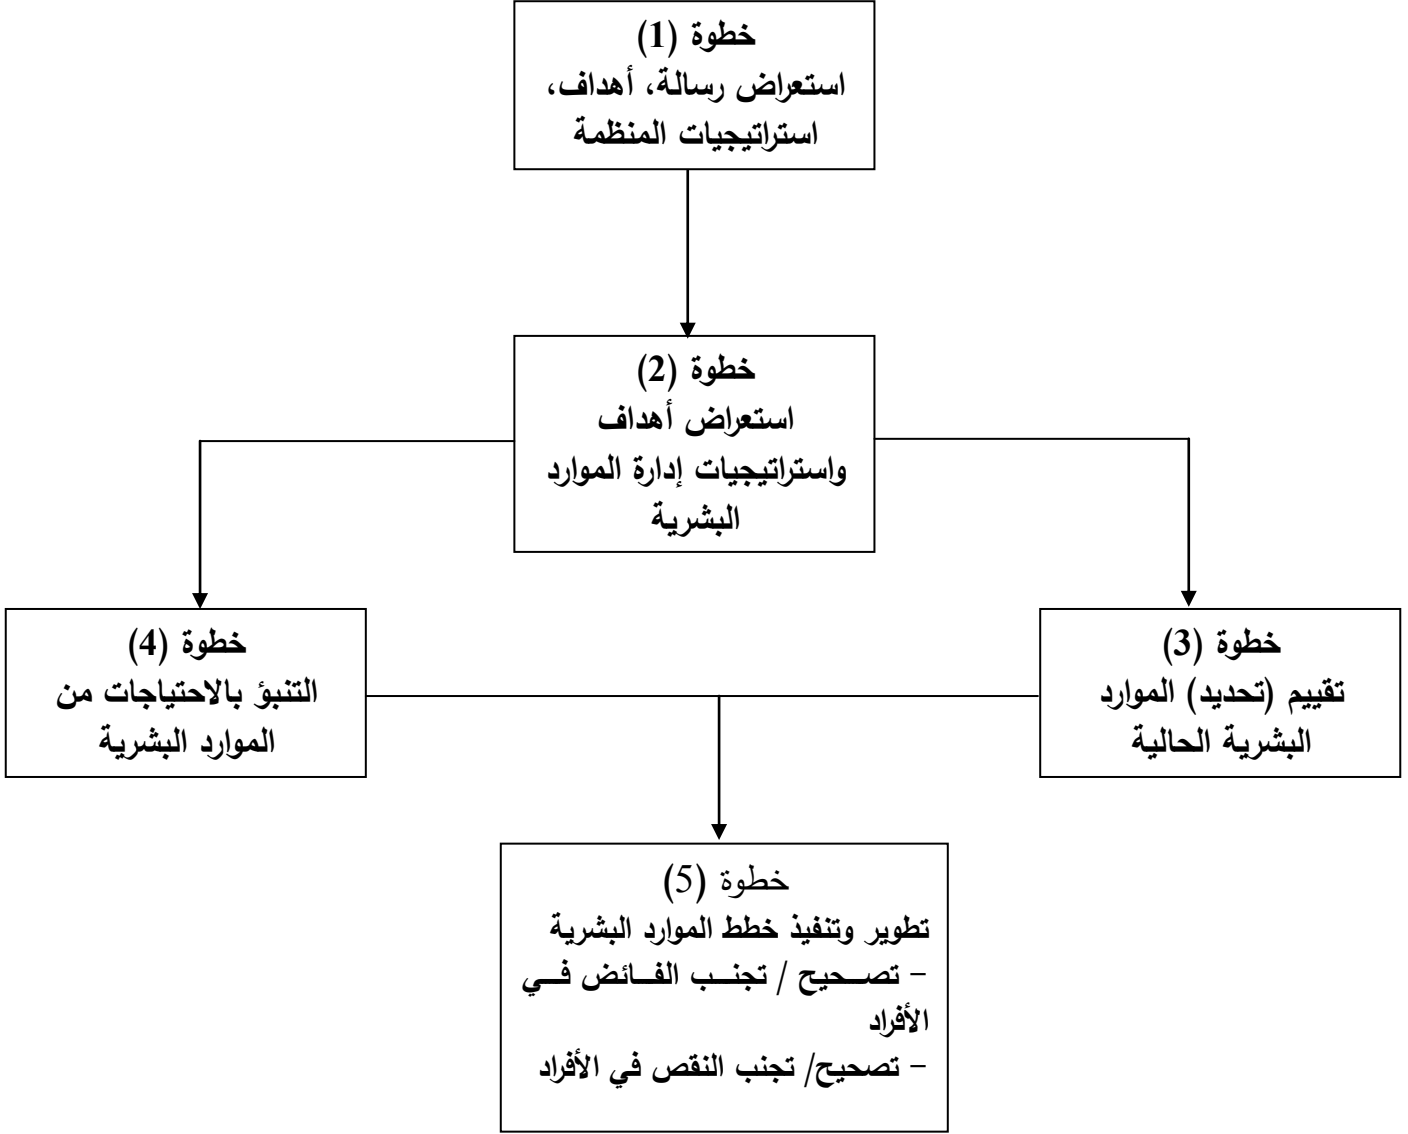 خطوة (1)
استعراض رسالة، أهداف،
استراتيجيات المنظمة
خطوة (2)
استعراض أهداف
واستراتيجيات إدارة الموارد
البشرية
خطوة (3)
تقييم (تحديد) الموارد
البشرية الحالية
خطوة (4)
التنبؤ بالاحتياجات من
الموارد البشرية
خطوة (5)
تطوير وتنفيذ خطط الموارد البشرية
- تصحيح / تجنب الفائض في
الأفراد
- تصحيح/ تجنب النقص في الأفراد